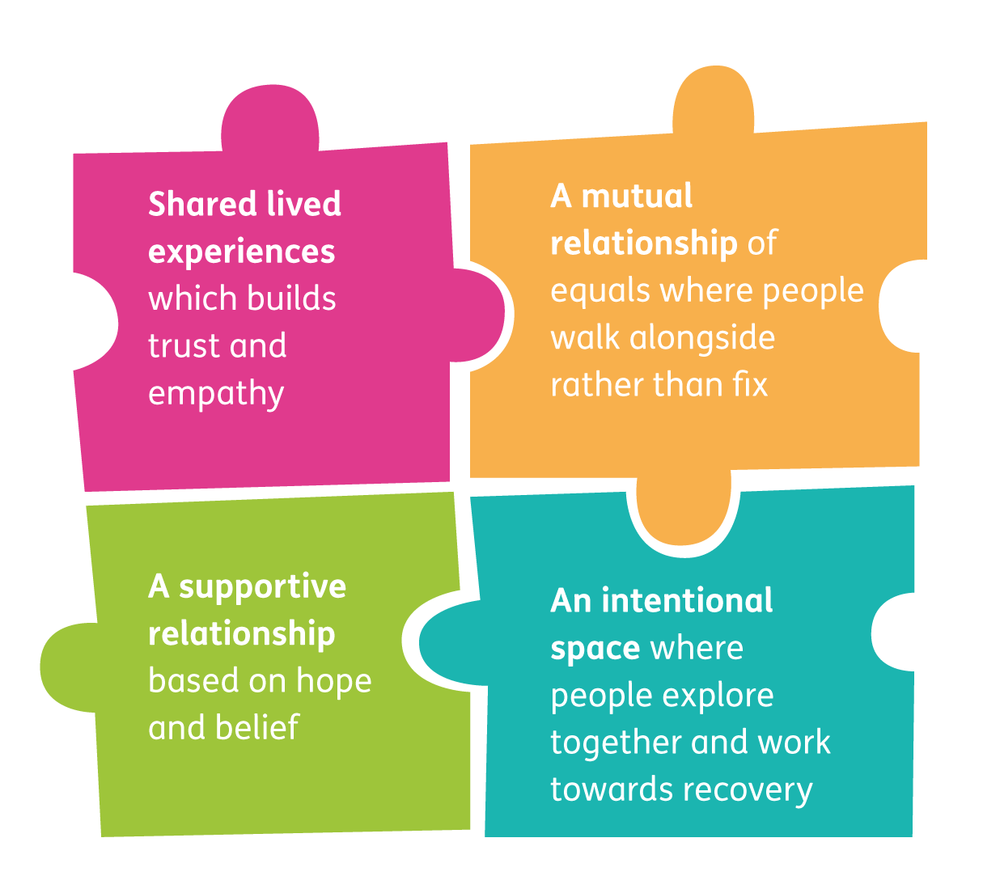 Shared lived
experiences
which builds
trust and
empathy
A mutual
relationship of
equals where people
walk alongside
rather than fix
A supportive
relationship
based on hope
and belief
An intentional
space where
people explore
together and work
towards recovery